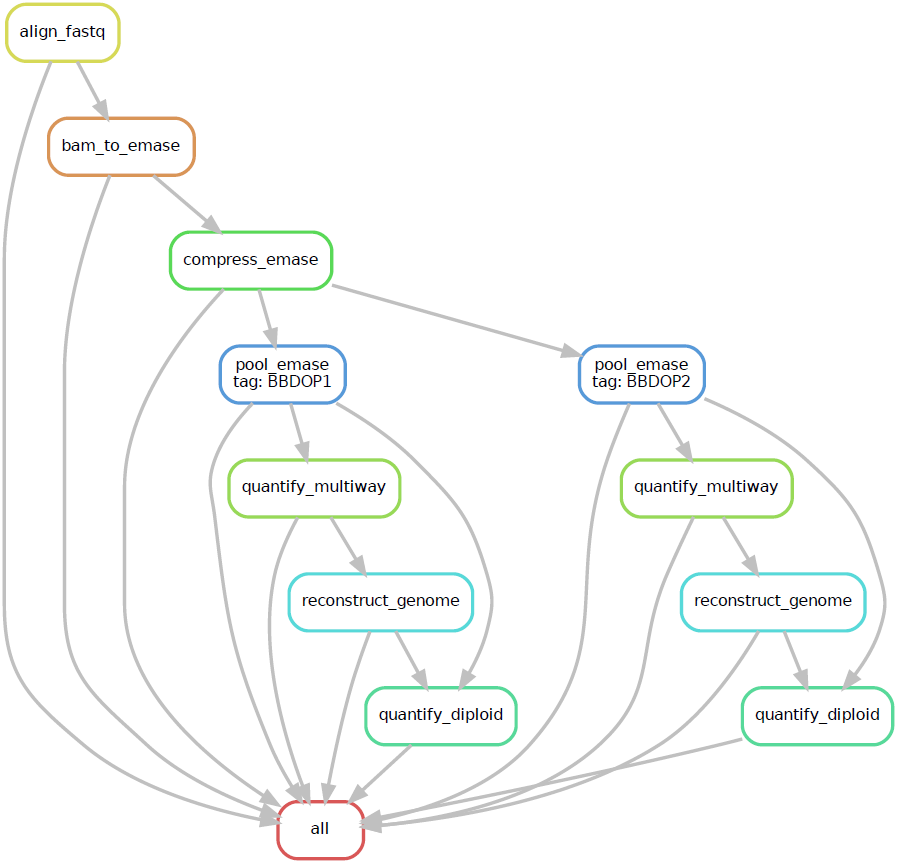 align_fastq
bam_to_emase
compress_emase
pool_emase
tag: BBDOP1
pool_emase
tag: BBDOP2
quantify_multiway
quantify_multiway
reconstruct_genome
reconstruct_genome
quantify_diploid
quantify_diploid
all